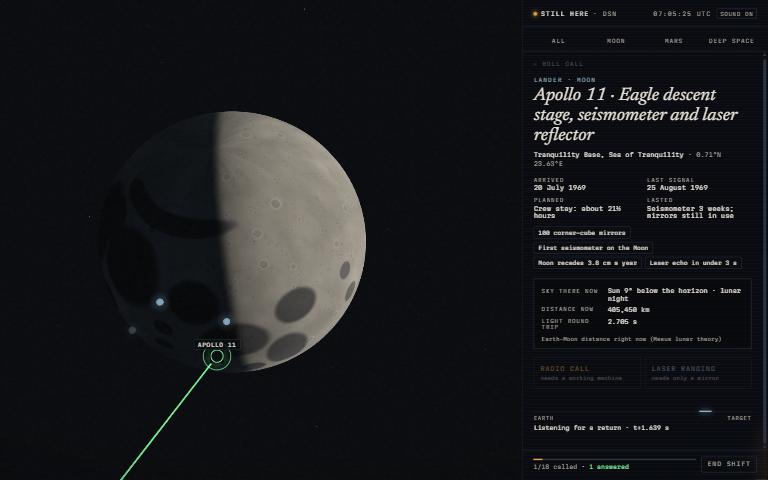 STILL HERE · DSN
07:05:25 UTC
SOUND ON
ALL
MOON
MARS
DEEP SPACE
← ROLL CALL
LANDER · MOON
Apollo 11 · Eagle descent
stage, seismometer and laser
reflector
Tranquility Base, Sea of Tranquility · 0.71°N
23.63°E
ARRIVED
20 July 1969
LAST SIGNAL
25 August 1969
PLANNED
Crew stay: about 21½
hours
LASTED
Seismometer 3 weeks;
mirrors still in use
100 corner-cube mirrors
First seismometer on the Moon
Moon recedes 3.8 cm a year
Laser echo in under 3 s
SKY THERE NOW
Sun 9° below the horizon · lunar
night
DISTANCE NOW
405,450 km
LIGHT ROUND
TRIP
2.705 s
Earth–Moon distance right now (Meeus lunar theory)
RADIO CALL
needs a working machine
LASER RANGING
needs only a mirror
EARTH
TARGET
Listening for a return · t+1.639 s
1/18 called · 1 answered
END SHIFT
APOLLO 11